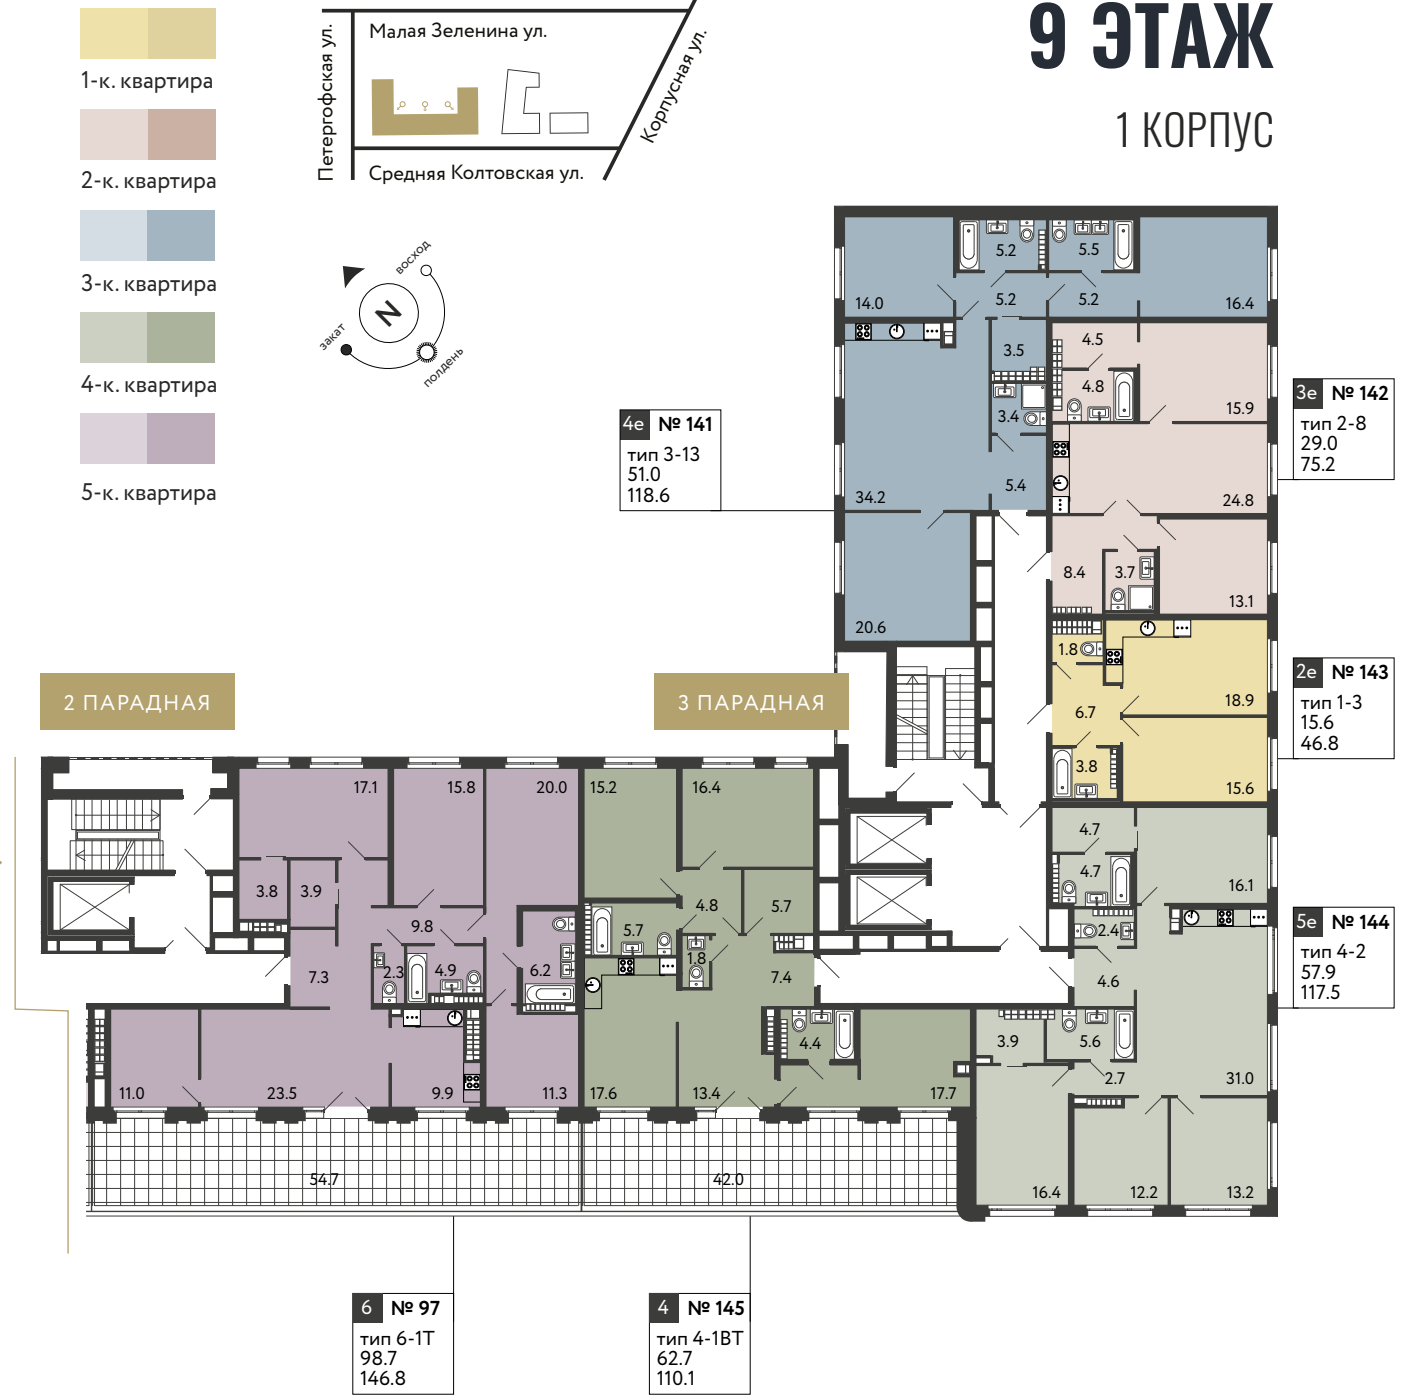 1-к. квартира
2-к. квартира
3-к. квартира
4-к. квартира
5-к. квартира
Петергофская ул.
Малая Зеленина ул.
Корпусная ул.
Средняя Колтовская ул.
9 ЭТАЖ
1 КОРПУС
восход
N
закат
полдень
5.2
5.5
14.0
5.2
5.2
16.4
3.5
4.5
4.8
15.9
3.4
34.2
5.4
24.8
8.4
3.7
13.1
20.6
4е № 141
тип 3-13
51.0
118.6
3е № 142
тип 2-8
29.0
75.2
1.8
18.9
6.7
3.8
15.6
2е № 143
тип 1-3
15.6
46.8
2 ПАРАДНАЯ
3 ПАРАДНАЯ
17.1
15.8
20.0
15.2
16.4
4.7
4.7
16.1
3.8
3.9
9.8
4.8
5.7
5.7
2.4
7.3
2.3
4.9
6.2
1.8
7.4
4.6
5е № 144
тип 4-2
57.9
117.5
4.4
3.9
5.6
2.7
31.0
11.0
23.5
9.9
11.3
17.6
13.4
17.7
54.7
42.0
16.4
12.2
13.2
6 № 97
тип 6-1Т
98.7
146.8
4 № 145
тип 4-1ВТ
62.7
110.1